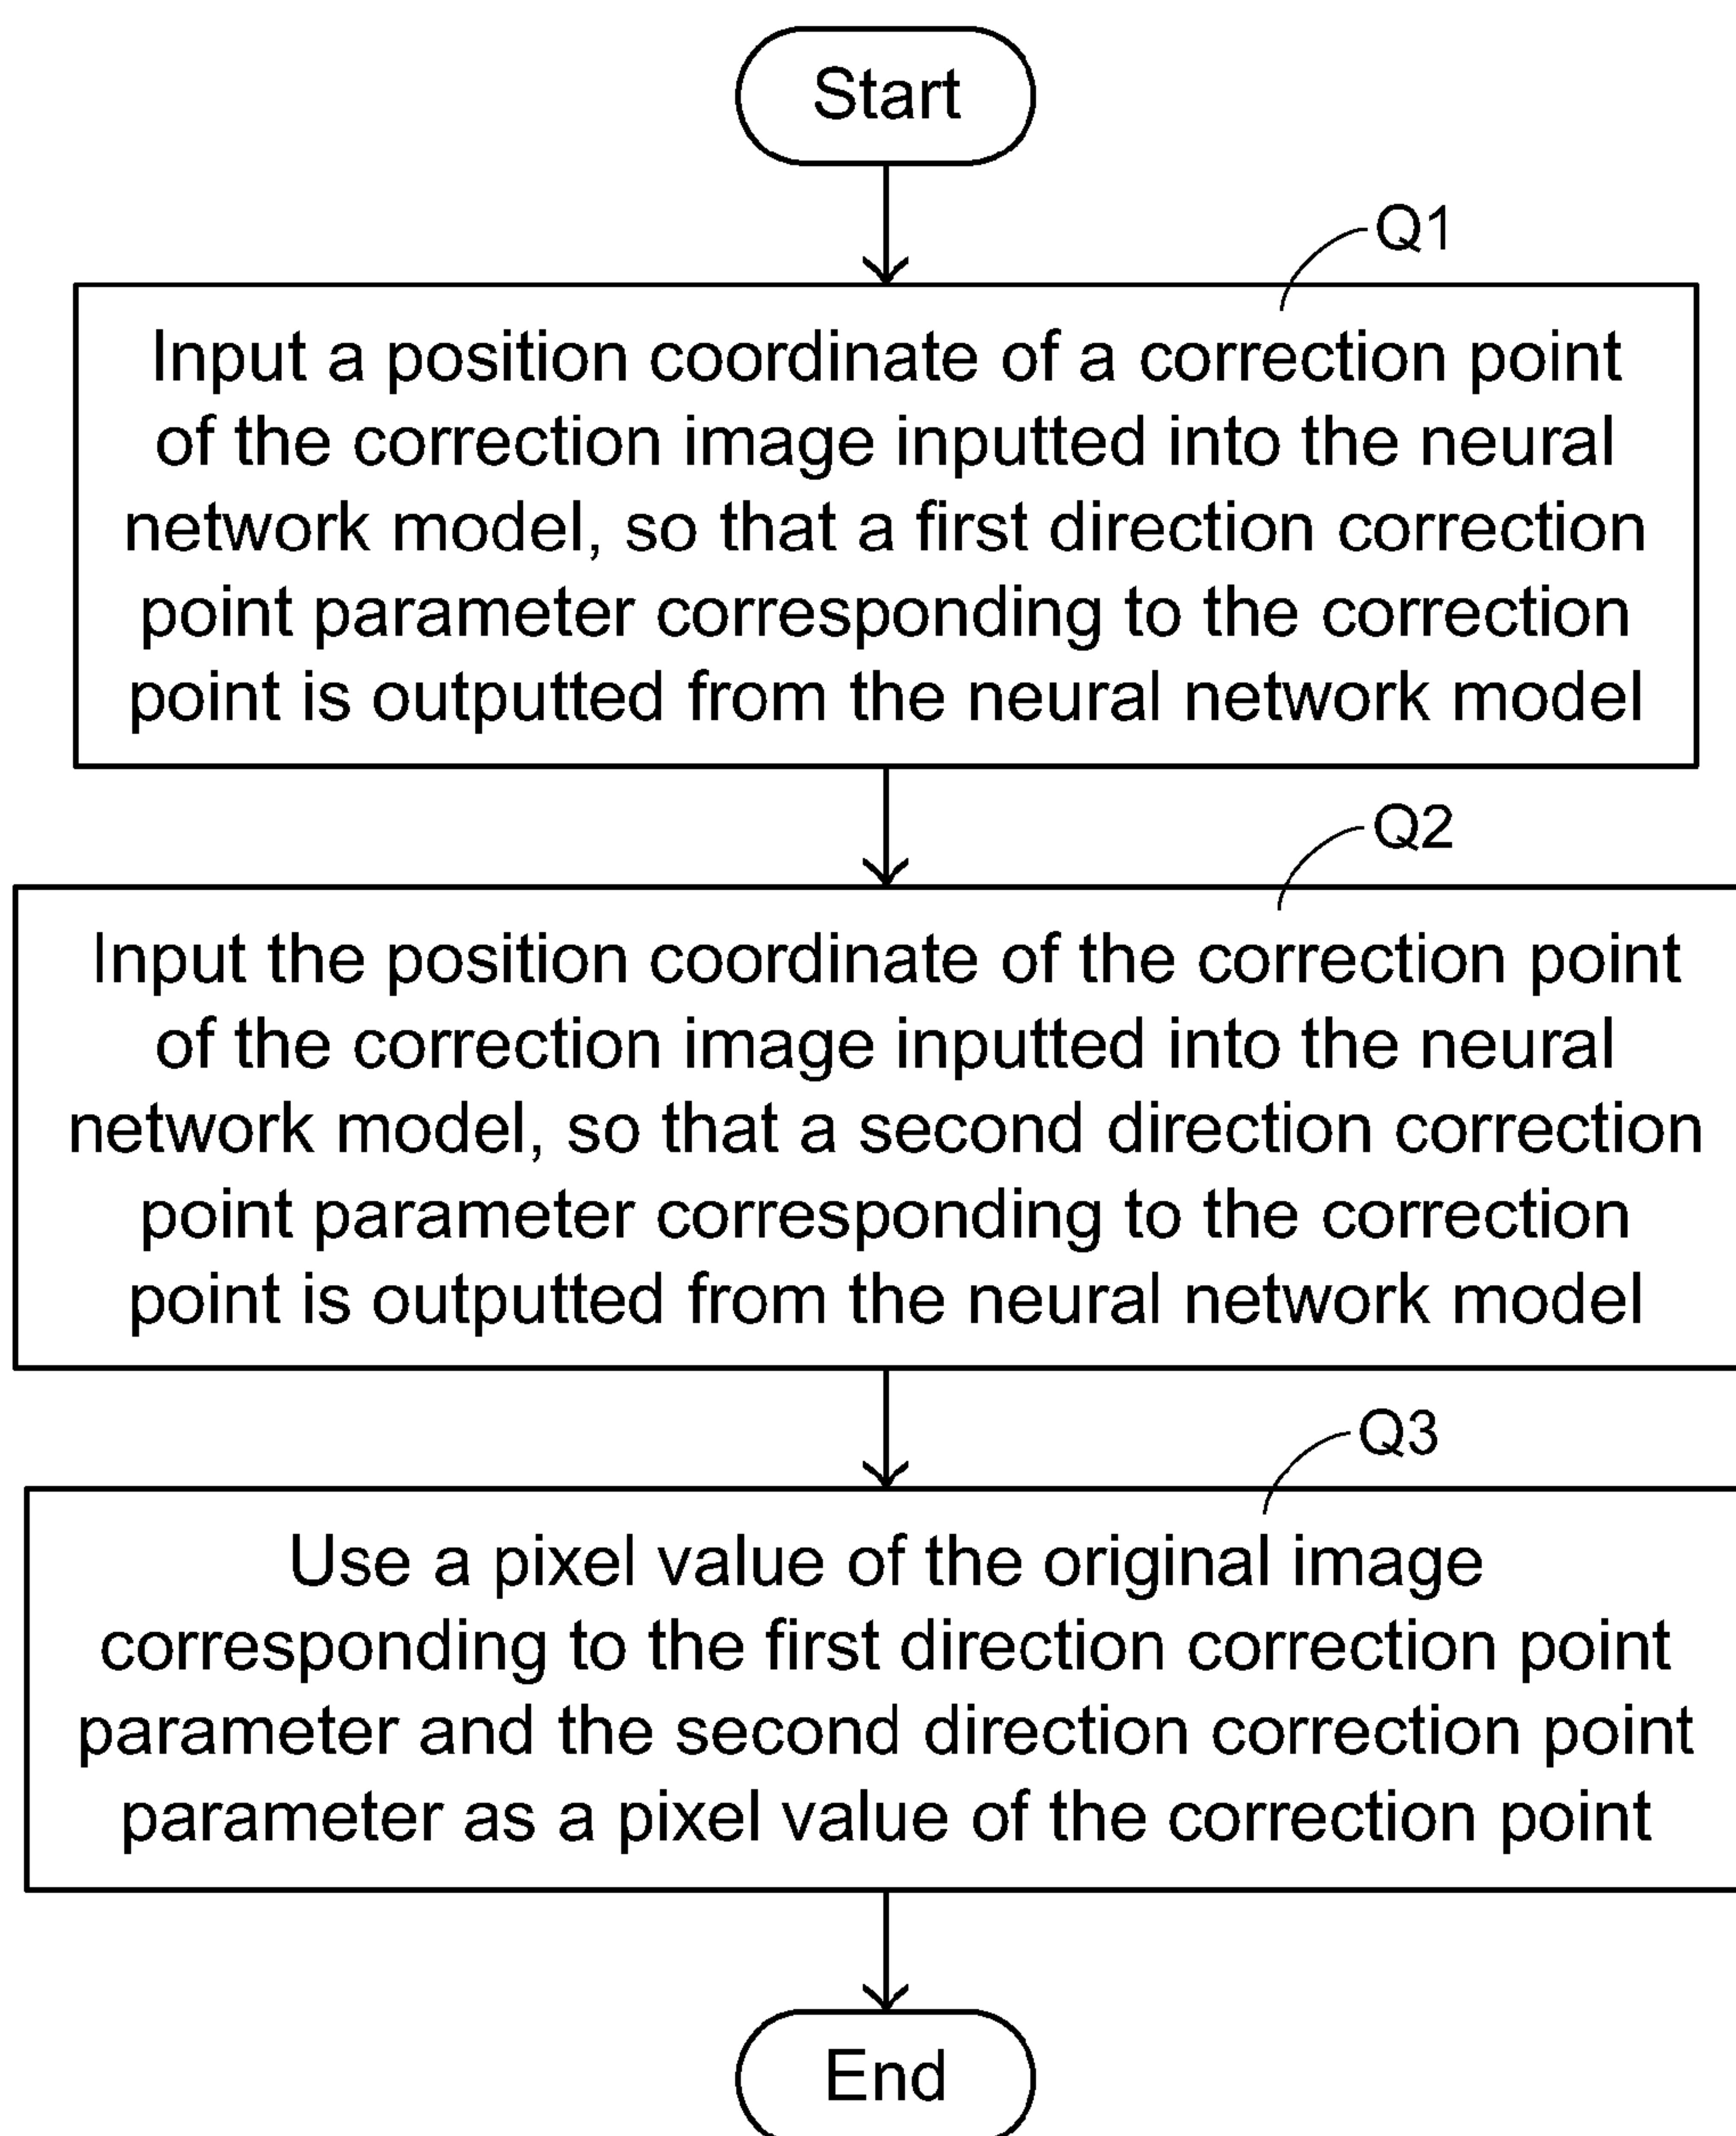 Start
Q1
Input a position coordinate of a correction point
of the correction image inputted into the neural
network model, so that a first direction correction
point parameter corresponding to the correction
point is outputted from the neural network model
Q2
Input the position coordinate of the correction point
of the correction image inputted into the neural
network model, so that a second direction correction
point parameter corresponding to the correction
point is outputted from the neural network model
Q3
Use a pixel value of the original image
corresponding to the first direction correction point
parameter and the second direction correction point
parameter as a pixel value of the correction point
End